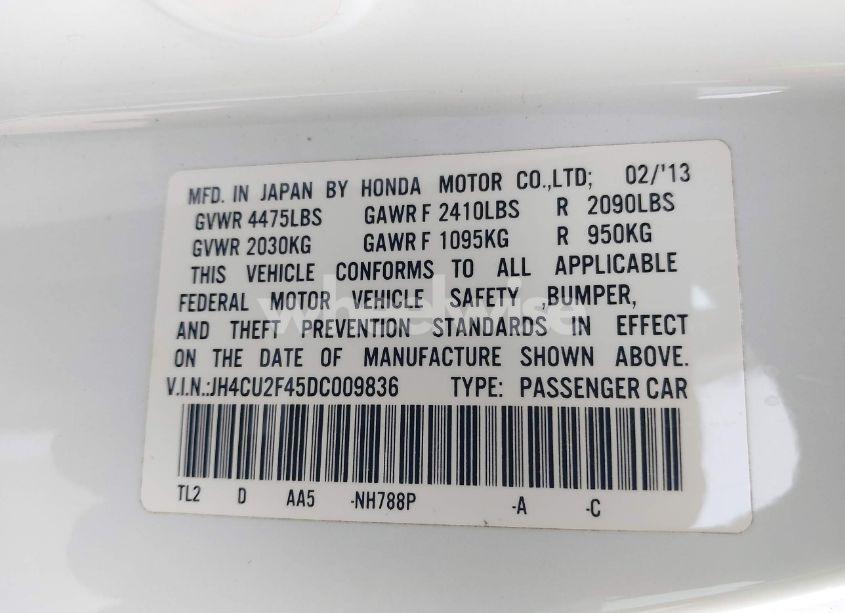 MFD. IN JAPAN BY HONDA MOTOR CO.,LTD; 02/'13
GVWR 4475LBS GAWR F 2410LBS R 2090LBS
GVWR 2030KG GAWR F 1095KG R 950KG
THIS VEHICLE CONFORMS TO ALL APPLICABLE
FEDERAL MOTOR VEHICLE SAFETY ,BUMPER,
AND THEFT PREVENTION STANDARDS IN EFFECT
ON THE DATE OF MANUFACTURE SHOWN ABOVE.
V.I.N.:JH4CU2F45DC009836 TYPE: PASSENGER CAR
TL2 D AA5 -NH788P -A -C
wheelwise